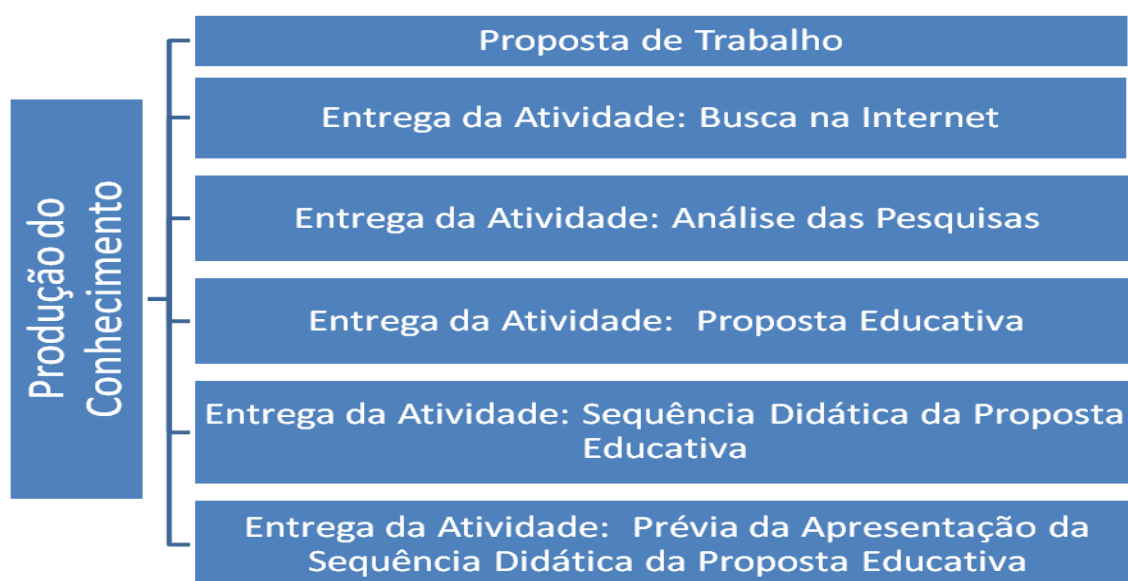 Produção do
Conhecimento
Proposta de Trabalho
Entrega da Atividade: Busca na Internet
Entrega da Atividade: Análise das Pesquisas
Entrega da Atividade: Proposta Educativa
Entrega da Atividade: Sequência Didática da Proposta
Educativa
Entrega da Atividade: Prévia da Apresentação da
Sequência Didática da Proposta Educativa